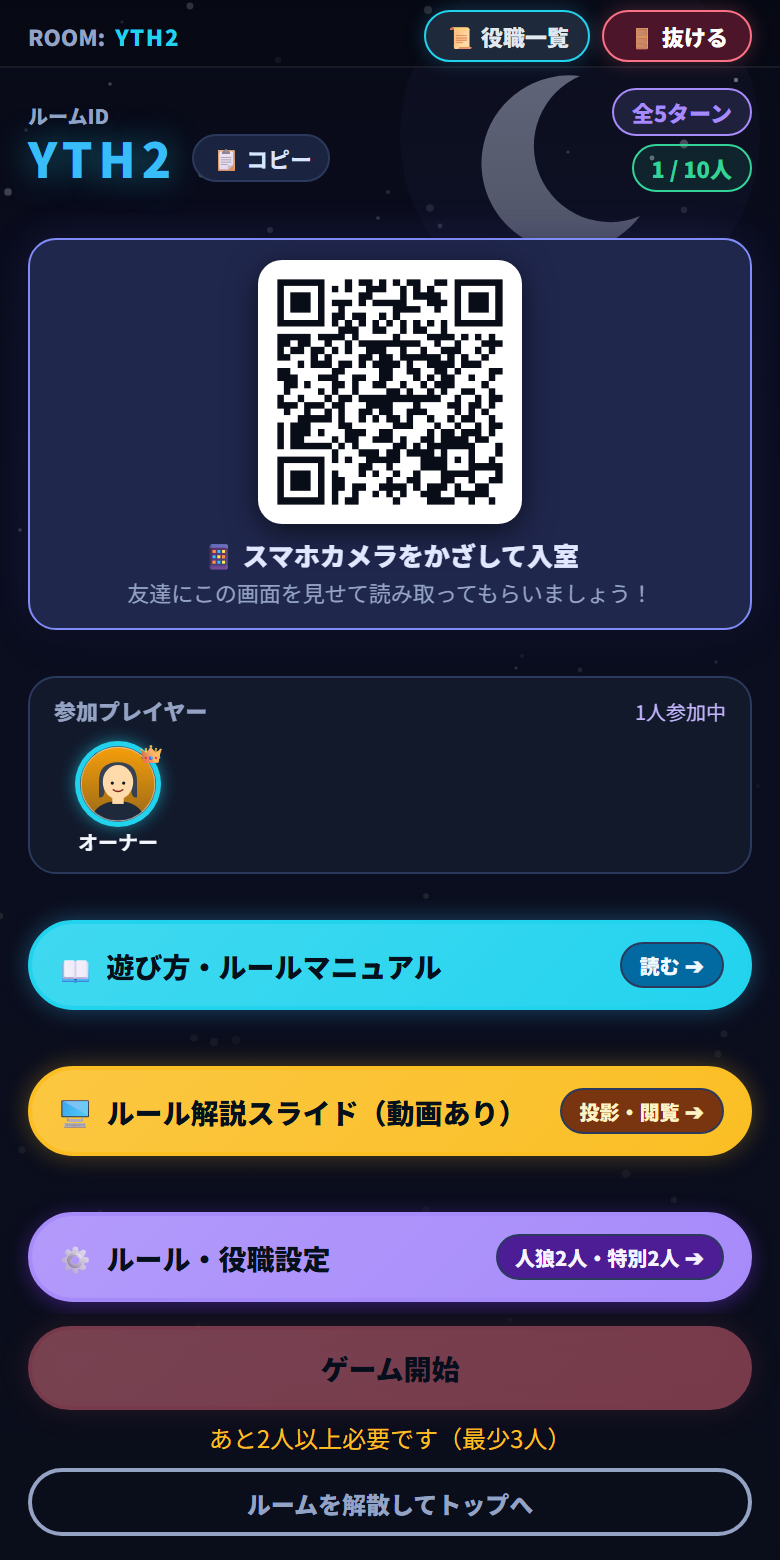 ROOM: YTH2
📜 役職一覧
🚪 抜ける
ルームID
YTH2
📋 コピー
全5ターン
1 / 10人
📱 スマホカメラをかざして入室
友達にこの画面を見せて読み取ってもらいましょう！
参加プレイヤー
1人参加中
オーナー
📖 遊び方・ルールマニュアル
読む ➔
🖥️ ルール解説スライド（動画あり）
投影・閲覧 ➔
⚙️ ルール・役職設定
人狼2人・特別2人 ➔
ゲーム開始
あと2人以上必要です（最少3人）
ルームを解散してトップへ